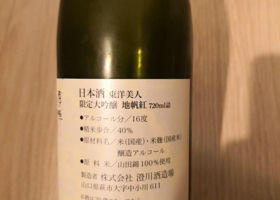 日本酒 東洋美人
限定大吟醸 地帆紅 720ml詰
●アルコール分／16度
●精米歩合／40%
●原材料名／米(国産)・米麹(国産米)
醸造アルコール
●原料米／山田錦100%使用
製造者 株式会社 澄川酒造場
山口県萩市大字中小川611